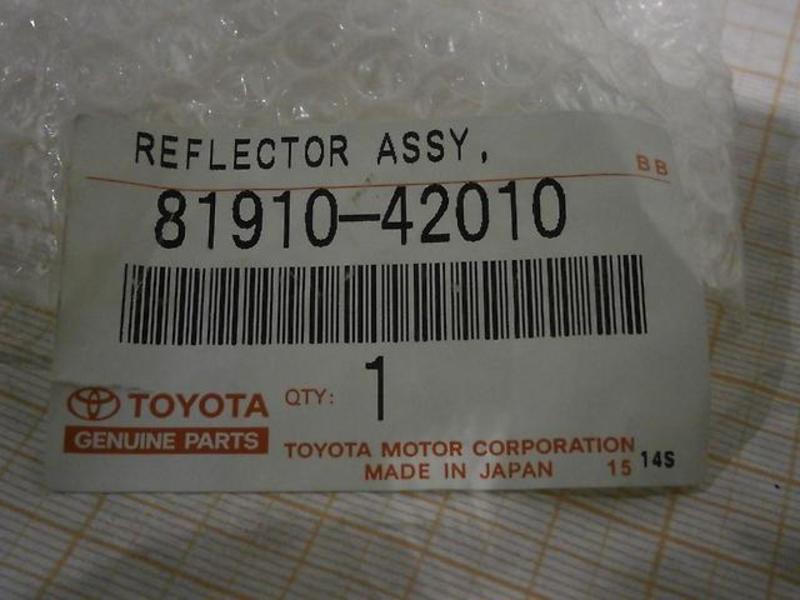 REFLECTOR ASSY,
BB
81910-42010
TOYOTA QTY: 1
GENUINE PARTS
TOYOTA MOTOR CORPORATION
MADE IN JAPAN 15 14S